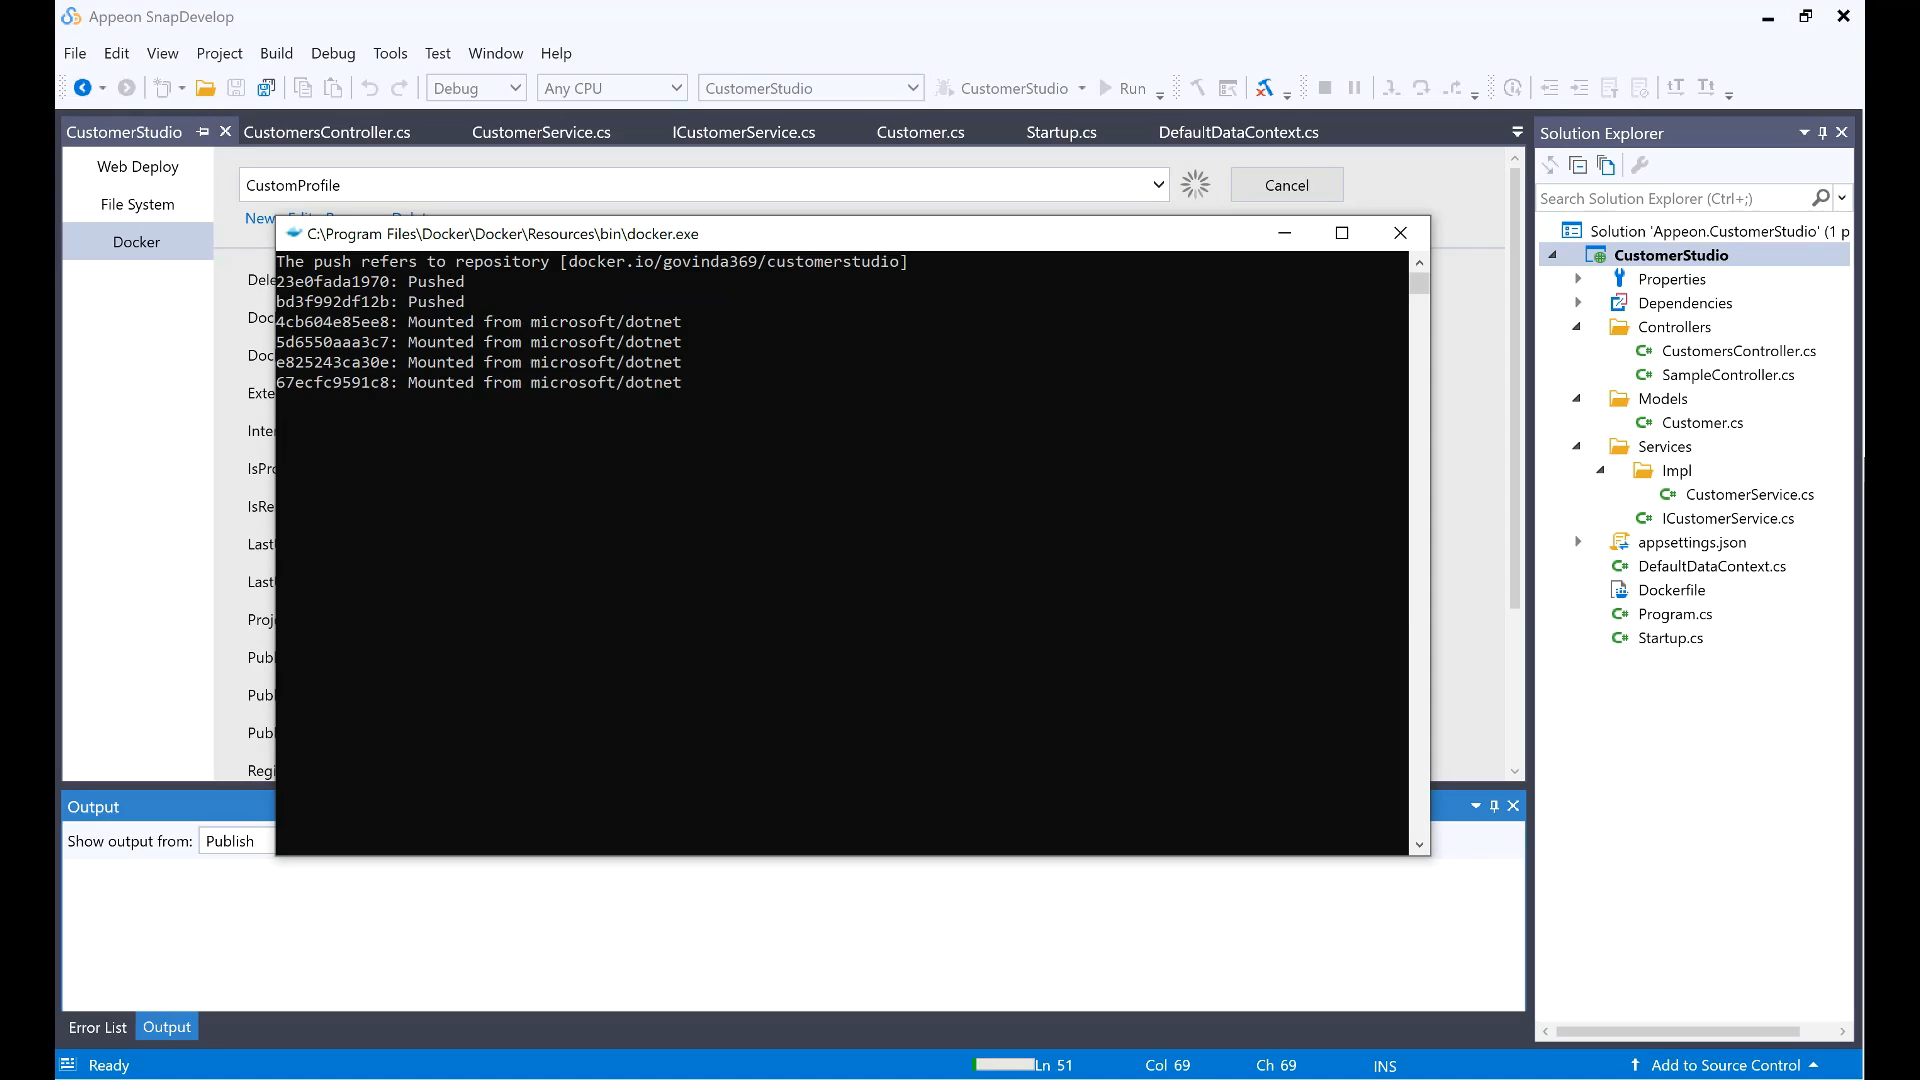 Appeon SnapDevelop
File Edit View Project Build Debug Tools Test Window Help
Debug Any CPU CustomerStudio CustomerStudio Run
CustomerStudio CustomersController.cs CustomerService.cs ICustomerService.cs Customer.cs Startup.cs DefaultDataContext.cs
Web Deploy
File System
Docker
CustomProfile
Cancel
New
C:\Program Files\Docker\Docker\Resources\bin\docker.exe
The push refers to repository [docker.io/govinda369/customerstudio]
23e0fada1970: Pushed
bd3f992df12b: Pushed
4cb604e85ee8: Mounted from microsoft/dotnet
5d6550aaa3c7: Mounted from microsoft/dotnet
e825243ca30e: Mounted from microsoft/dotnet
67ecfc9591c8: Mounted from microsoft/dotnet
Output
Show output from: Publish
Error List Output
Solution Explorer
Search Solution Explorer (Ctrl+;)
Solution 'Appeon.CustomerStudio' (1 p
CustomerStudio
Properties
Dependencies
Controllers
C# CustomersController.cs
C# SampleController.cs
Models
C# Customer.cs
Services
Impl
C# CustomerService.cs
C# ICustomerService.cs
appsettings.json
C# DefaultDataContext.cs
Dockerfile
C# Program.cs
C# Startup.cs
Ready Ln 51 Col 69 Ch 69 INS Add to Source Control